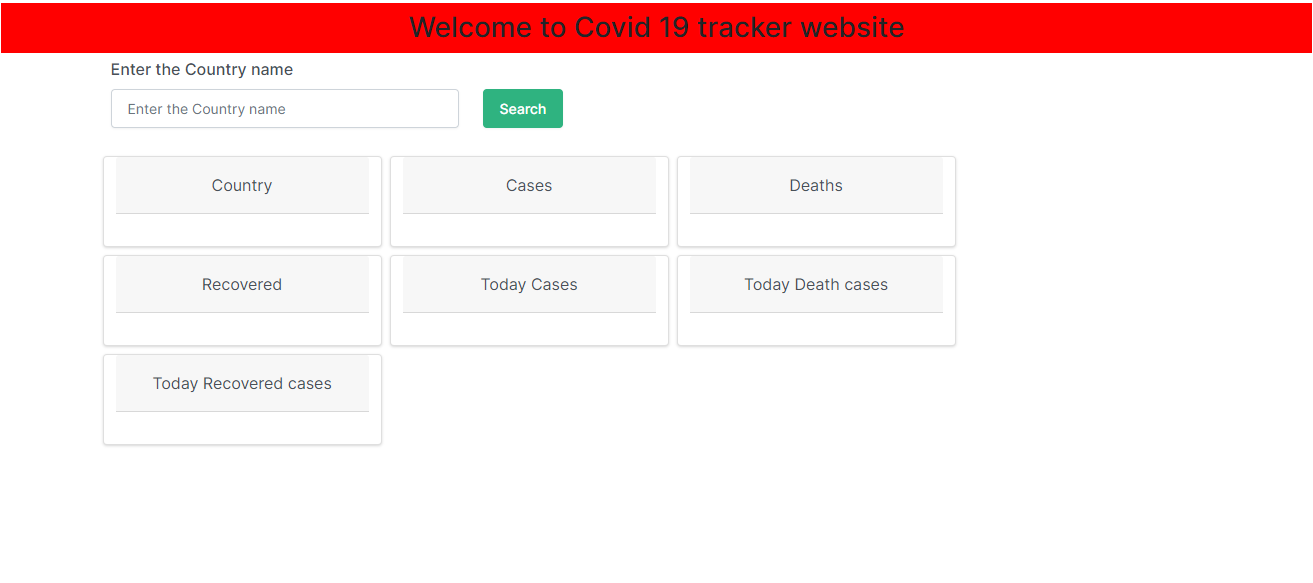 Welcome to Covid 19 tracker website
Enter the Country name
Enter the Country name
Search
Country
Cases
Deaths
Recovered
Today Cases
Today Death cases
Today Recovered cases